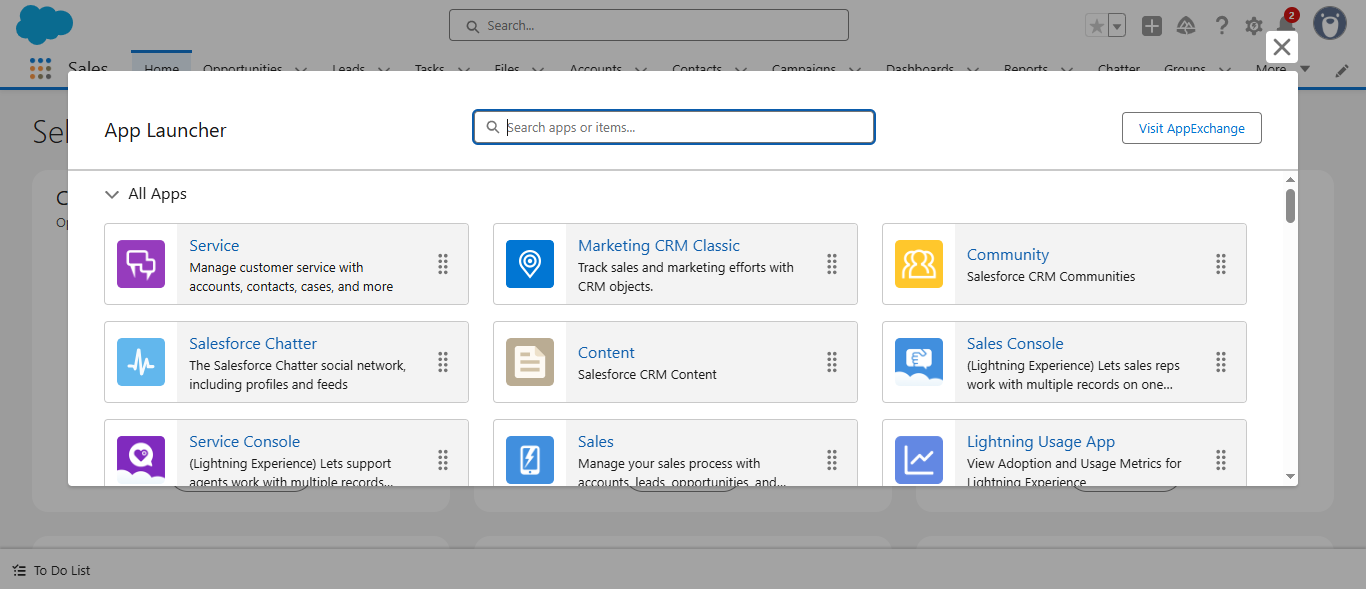 Search...
2
Sales
Home
Opportunities
Leads
Tasks
Files
Accounts
Contacts
Campaigns
Dashboards
Reports
Chatter
Groups
More
App Launcher
Search apps or items...
Visit AppExchange
All Apps
Service
Manage customer service with
accounts, contacts, cases, and more
Marketing CRM Classic
Track sales and marketing efforts with
CRM objects.
Community
Salesforce CRM Communities
Salesforce Chatter
The Salesforce Chatter social network,
including profiles and feeds
Content
Salesforce CRM Content
Sales Console
(Lightning Experience) Lets sales reps
work with multiple records on one...
Service Console
(Lightning Experience) Lets support
agents work with multiple records...
Sales
Manage your sales process with
accounts, leads, opportunities, and...
Lightning Usage App
View Adoption and Usage Metrics for
Lightning Experience
To Do List